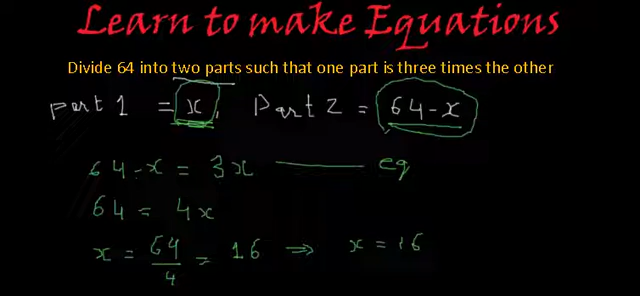 Learn to make Equations
Divide 64 into two parts such that one part is three times the other
part 1 = x, Part 2 = 64-x
64-x = 3x —— eq
64 = 4x
x = 64/4 = 16 ⇒ x = 16